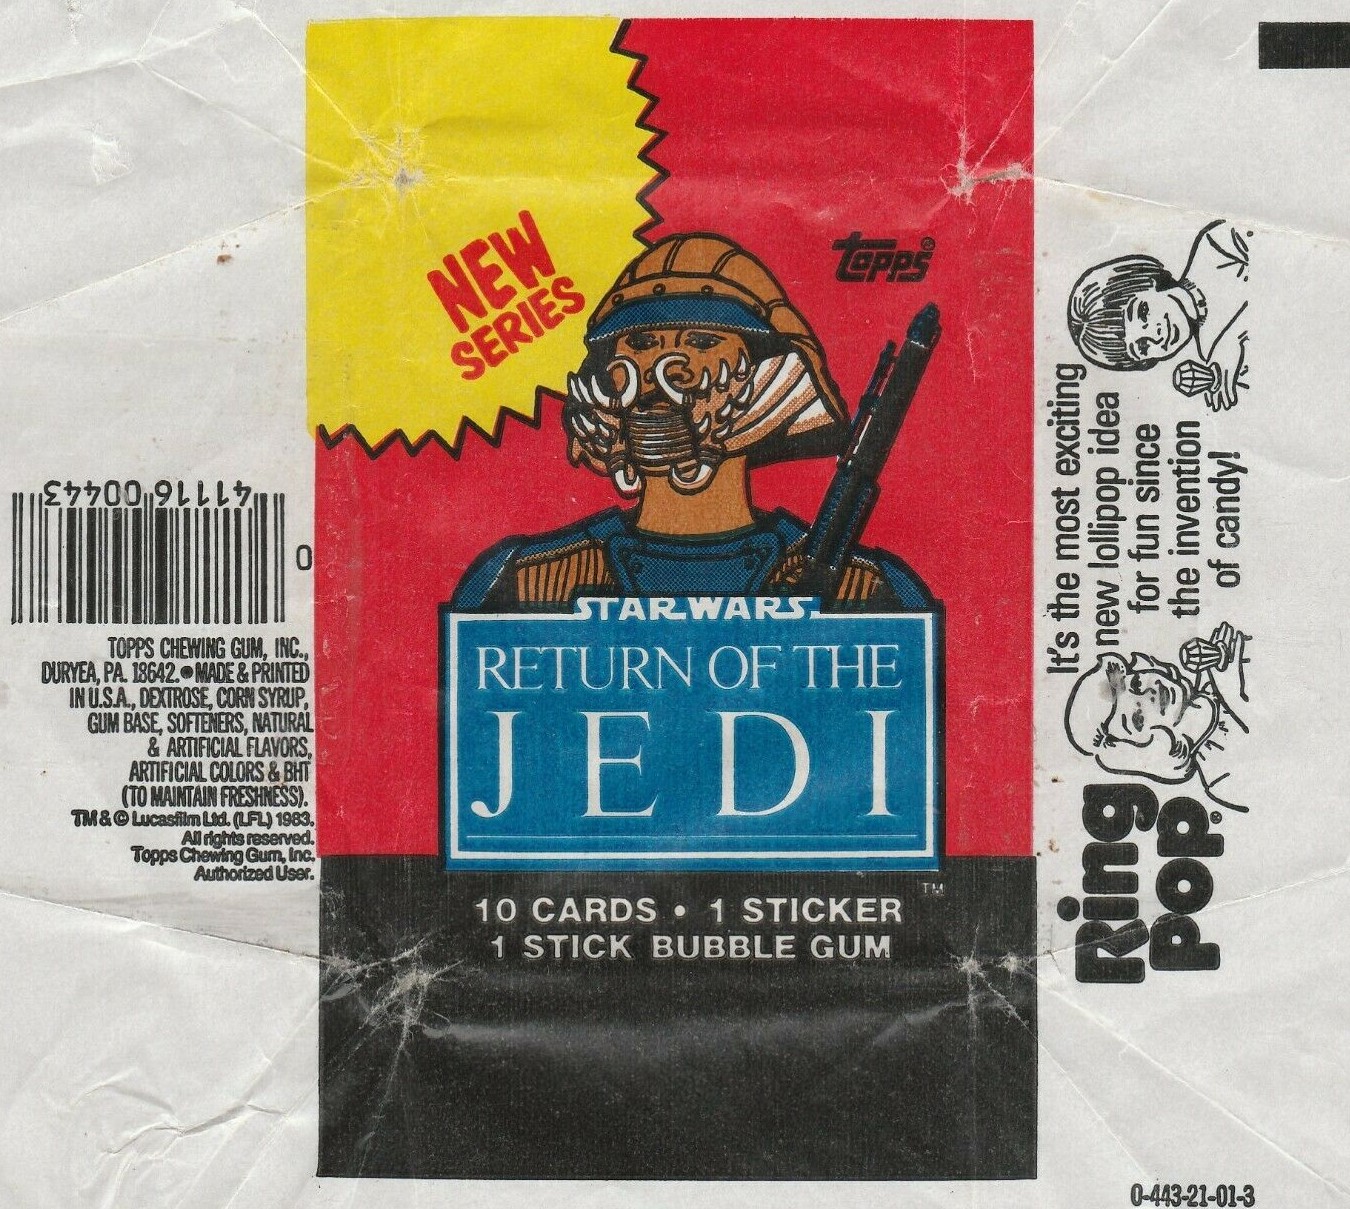 NEW
SERIES
Topps®
STAR WARS
RETURN OF THE
JEDI
TM
10 CARDS • 1 STICKER
1 STICK BUBBLE GUM
41116 00443
0
TOPPS CHEWING GUM, INC.,
DURYEA, PA. 18642. • MADE & PRINTED
IN U.S.A., DEXTROSE, CORN SYRUP,
GUM BASE, SOFTENERS, NATURAL
& ARTIFICIAL FLAVORS,
ARTIFICIAL COLORS & BHT
(TO MAINTAIN FRESHNESS).
TM & © Lucasfilm Ltd. (LFL) 1983.
All rights reserved.
Topps Chewing Gum, Inc.
Authorized User.
It's the most exciting
new lollipop idea
for fun since
the invention
of candy!
Ring
Pop®
0-443-21-01-3